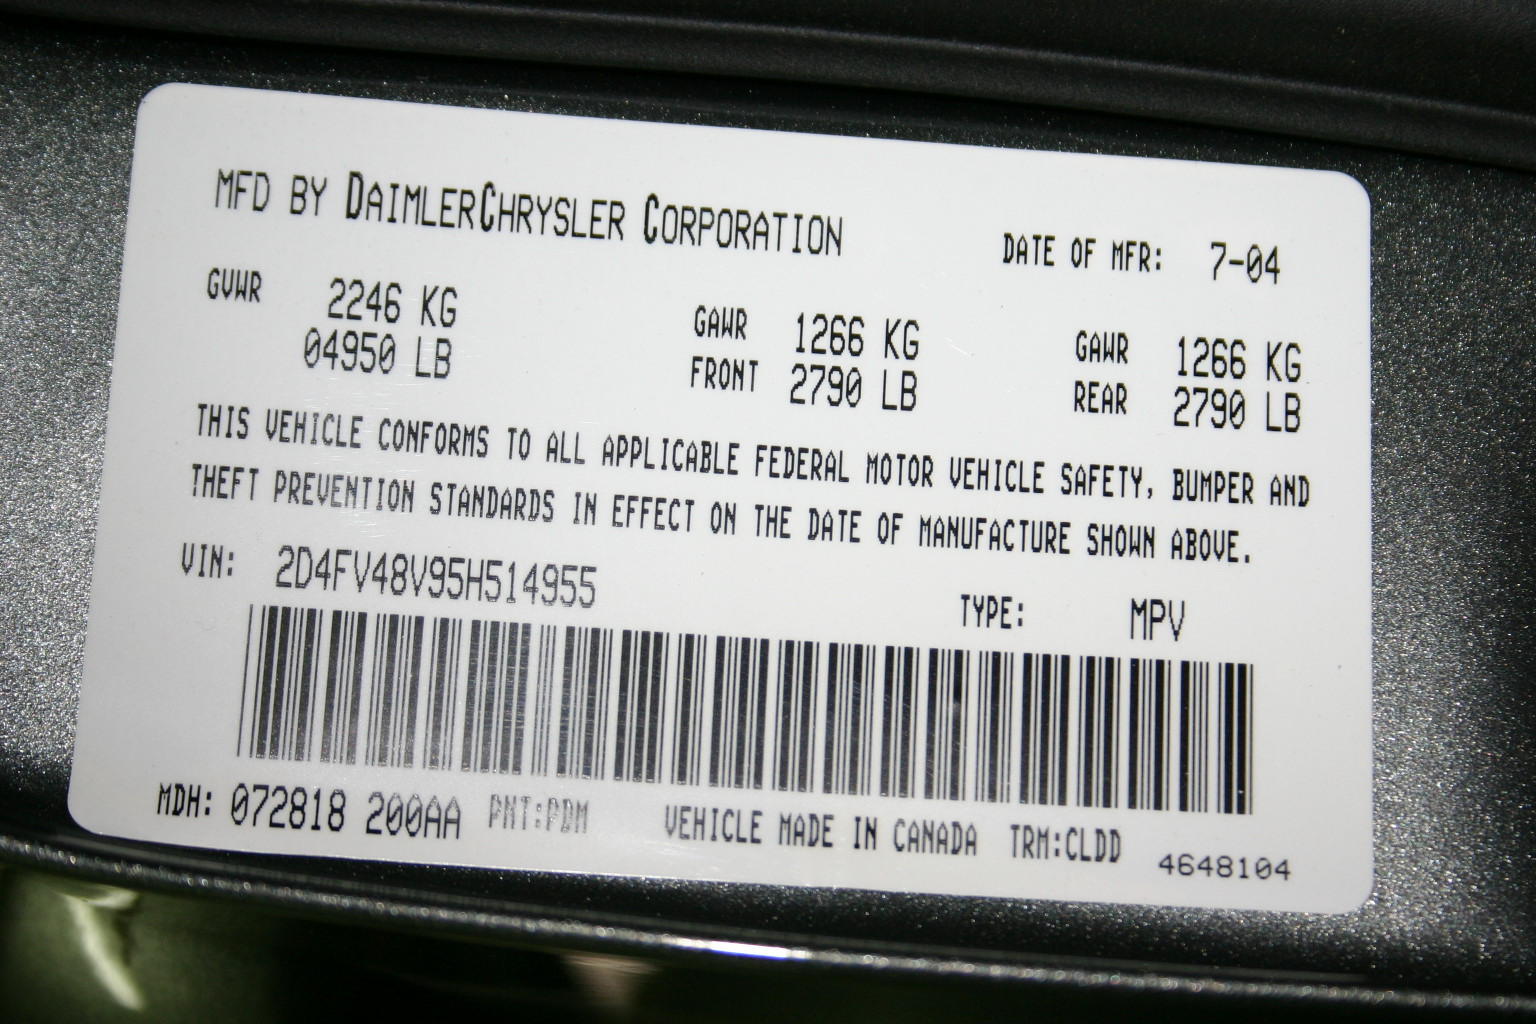 MFD BY DAIMLERCHRYSLER CORPORATION DATE OF MFR: 7-04
GVWR 2246 KG GAWR 1266 KG GAWR 1266 KG
04950 LB FRONT 2790 LB REAR 2790 LB
THIS VEHICLE CONFORMS TO ALL APPLICABLE FEDERAL MOTOR VEHICLE SAFETY, BUMPER AND
THEFT PREVENTION STANDARDS IN EFFECT ON THE DATE OF MANUFACTURE SHOWN ABOVE.
VIN: 2D4FV48V95H514955 TYPE: MPV
MDH: 072818 200AA PNT:PDM VEHICLE MADE IN CANADA TRM:CLDD 4648104